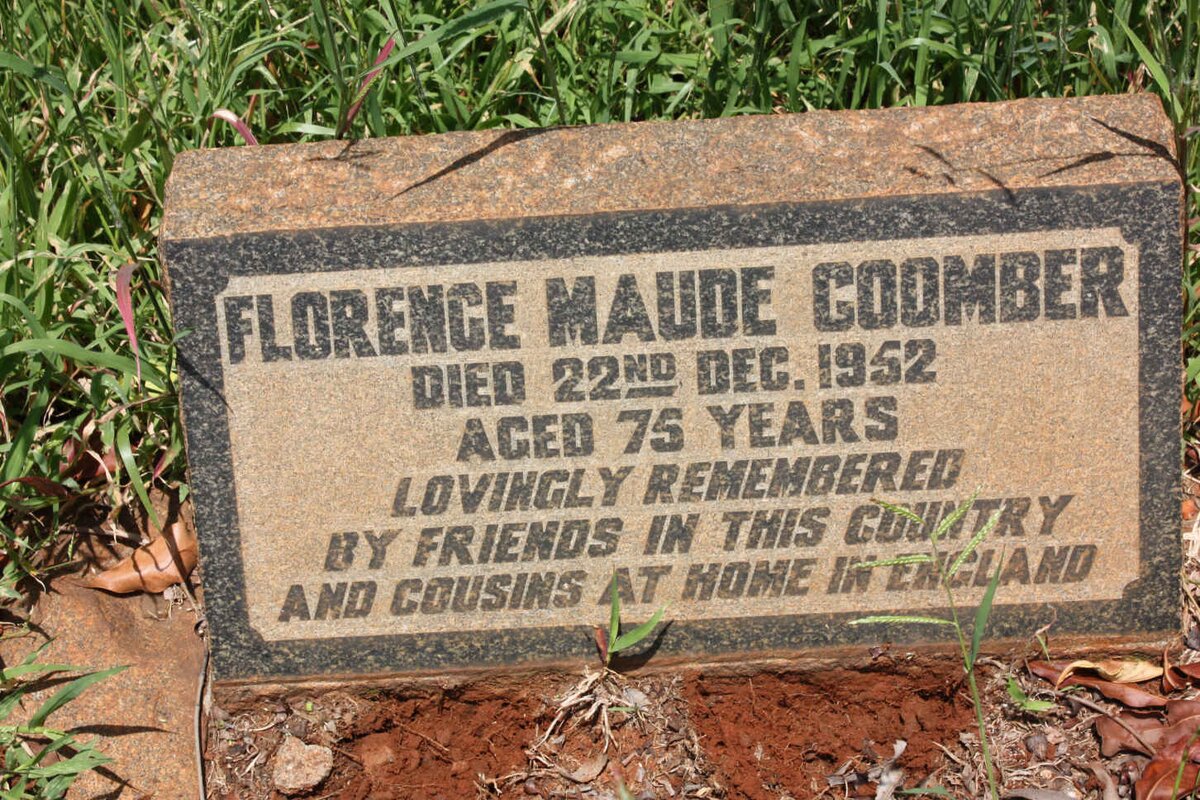 FLORENCE MAUDE COOMBER
DIED 22ND DEC. 1952
AGED 75 YEARS
LOVINGLY REMEMBERED
BY FRIENDS IN THIS COUNTRY
AND COUSINS AT HOME IN ENGLAND